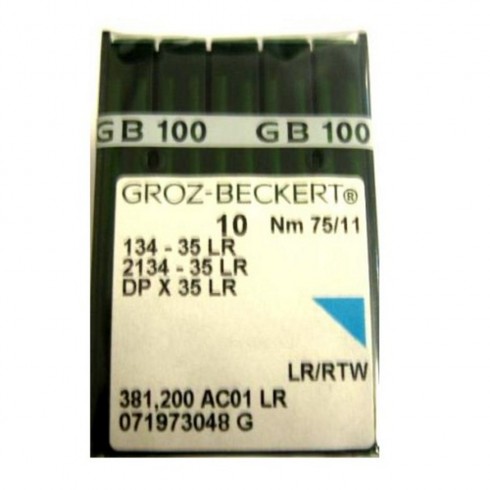 GB 100 GB 100
GROZ-BECKERT®
10 Nm 75/11
134 - 35 LR
2134 - 35 LR
DP X 35 LR
LR/RTW
381,200 AC01 LR
071973048 G